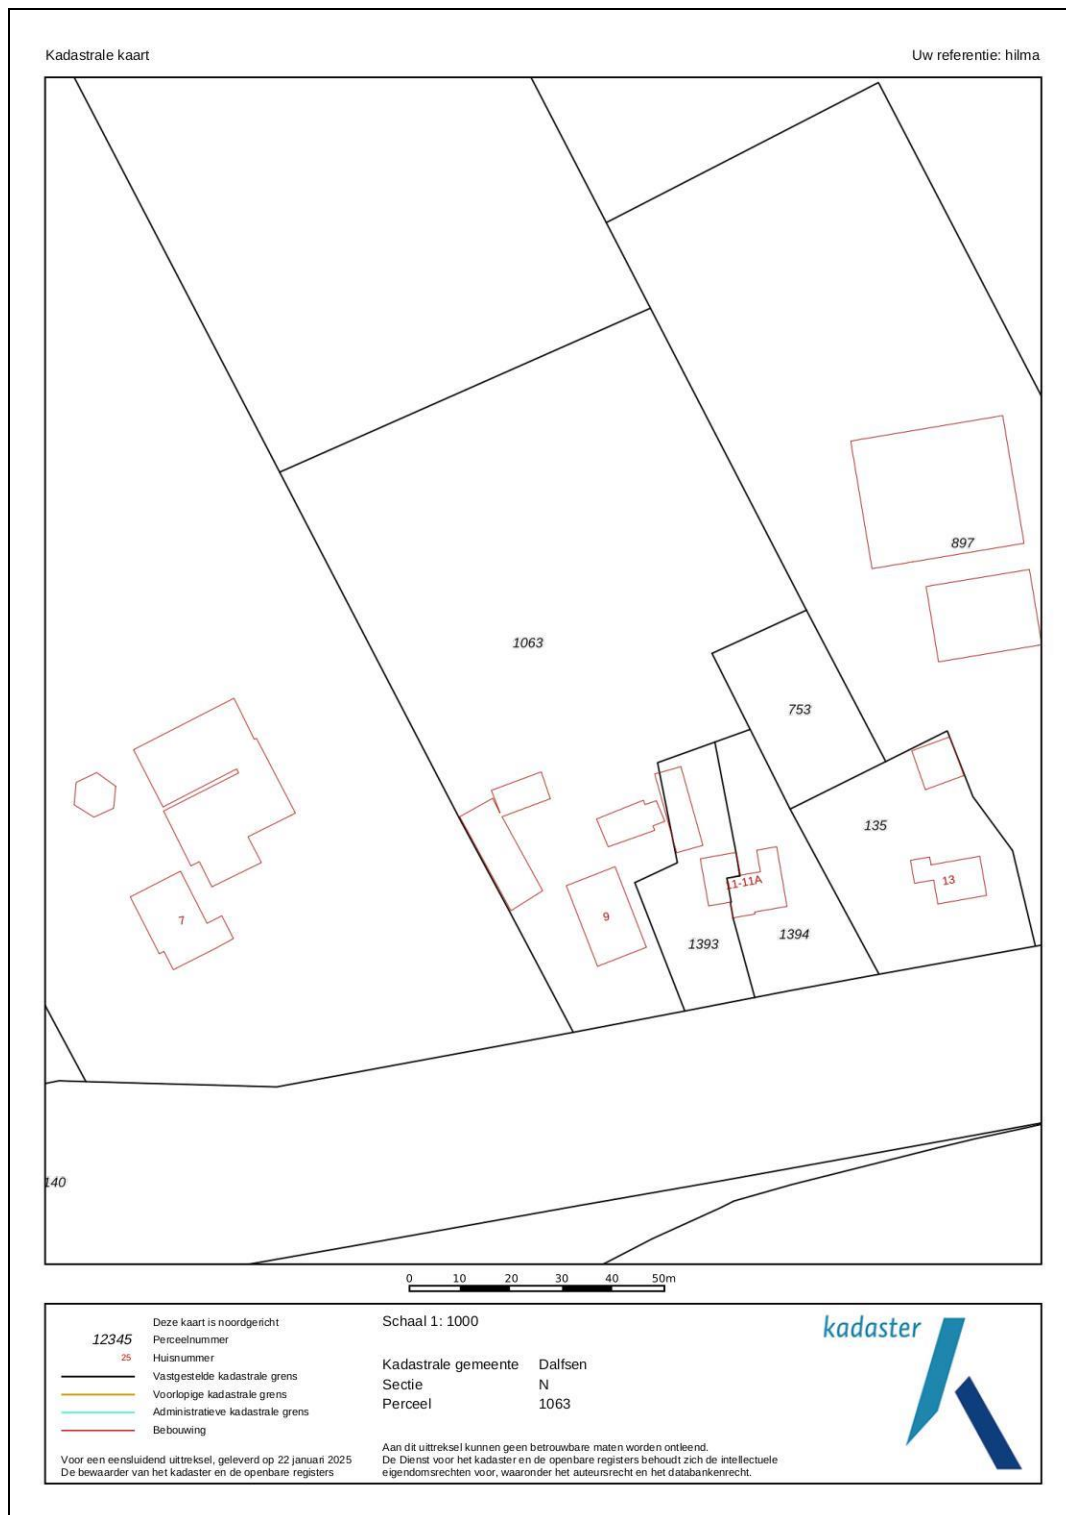 Kadastrale kaart
Uw referentie: hilma
897
1063
753
135
13
11-11A
9
7
1394
1393
140
0 10 20 30 40 50m
Deze kaart is noordgericht
12345 Perceelnummer
25 Huisnummer
Vastgestelde kadastrale grens
Voorlopige kadastrale grens
Administratieve kadastrale grens
Bebouwing
Voor een eensluidend uittreksel, geleverd op 22 januari 2025
De bewaarder van het kadaster en de openbare registers
Schaal 1: 1000
Kadastrale gemeente Dalfsen
Sectie N
Perceel 1063
Aan dit uittreksel kunnen geen betrouwbare maten worden ontleend.
De Dienst voor het kadaster en de openbare registers behoudt zich de intellectuele
eigendomsrechten voor, waaronder het auteursrecht en het databankenrecht.
kadaster